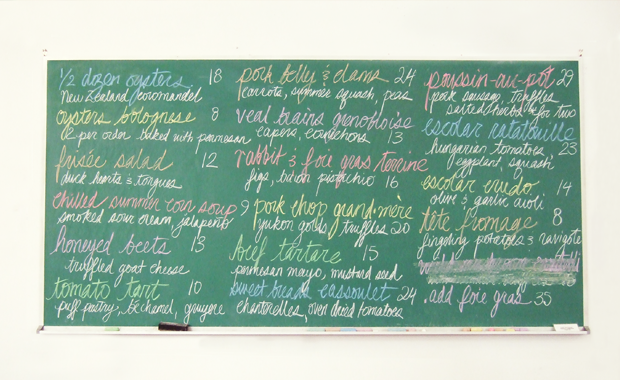 1/2 dozen oysters 18
New Zealand/coromandel
oysters bolognese 8
2 per order baked with parmesan
frisée salad 12
duck hearts & tongues
chilled summer corn soup 9
smoked sour cream jalapeño
honeyed beets 13
truffled goat cheese
tomato tart 10
puff pastry, bechamel, gruyere
pork belly & clams 24
carrots, summer squash, peas
veal brains grenobloise
capers, cornichons 13
rabbit & foie gras terrine
figs, pistachio 16
pork chop grand-mère
yukon golds truffles 20
beef tartare 15
parmesan mayo, mustard seed
sweet breads cassoulet 24
chanterelles, oven dried tomatoes
poussin-au-pot 29
pork sausage, truffles
salted herbs - for two
escolar ratatouille
hungarian tomatoes 23
eggplant, squash
escolar crudo 14
olive & garlic aioli
tête fromage 8
fingerling potatoes & ravigote
add foie gras 35